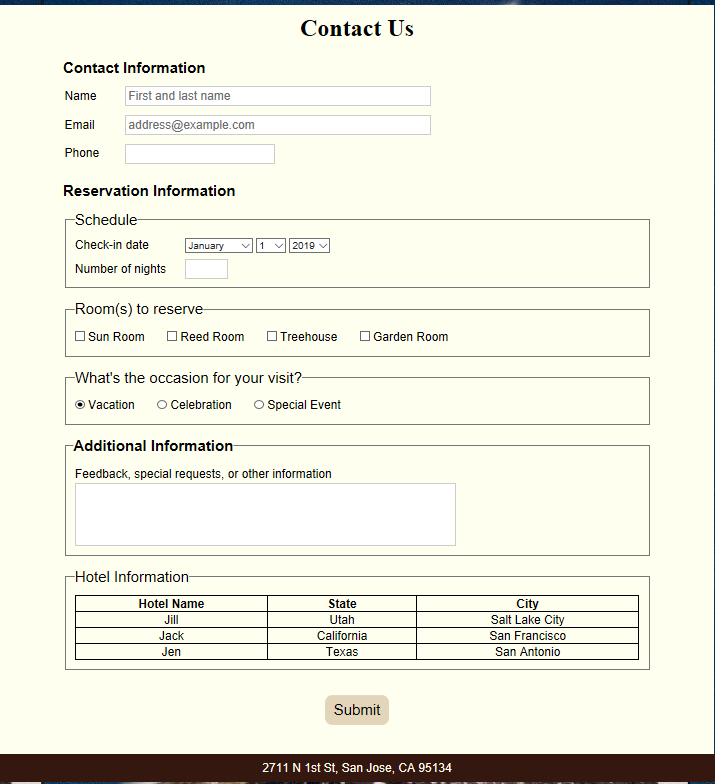 Contact Us
Contact Information
Name First and last name
Email address@example.com
Phone
Reservation Information
Schedule
Check-in date January 1 2019
Number of nights
Room(s) to reserve
Sun Room Reed Room Treehouse Garden Room
What's the occasion for your visit?
Vacation Celebration Special Event
Additional Information
Feedback, special requests, or other information
Hotel Information
Hotel Name State City
Jill Utah Salt Lake City
Jack California San Francisco
Jen Texas San Antonio
Submit
2711 N 1st St, San Jose, CA 95134